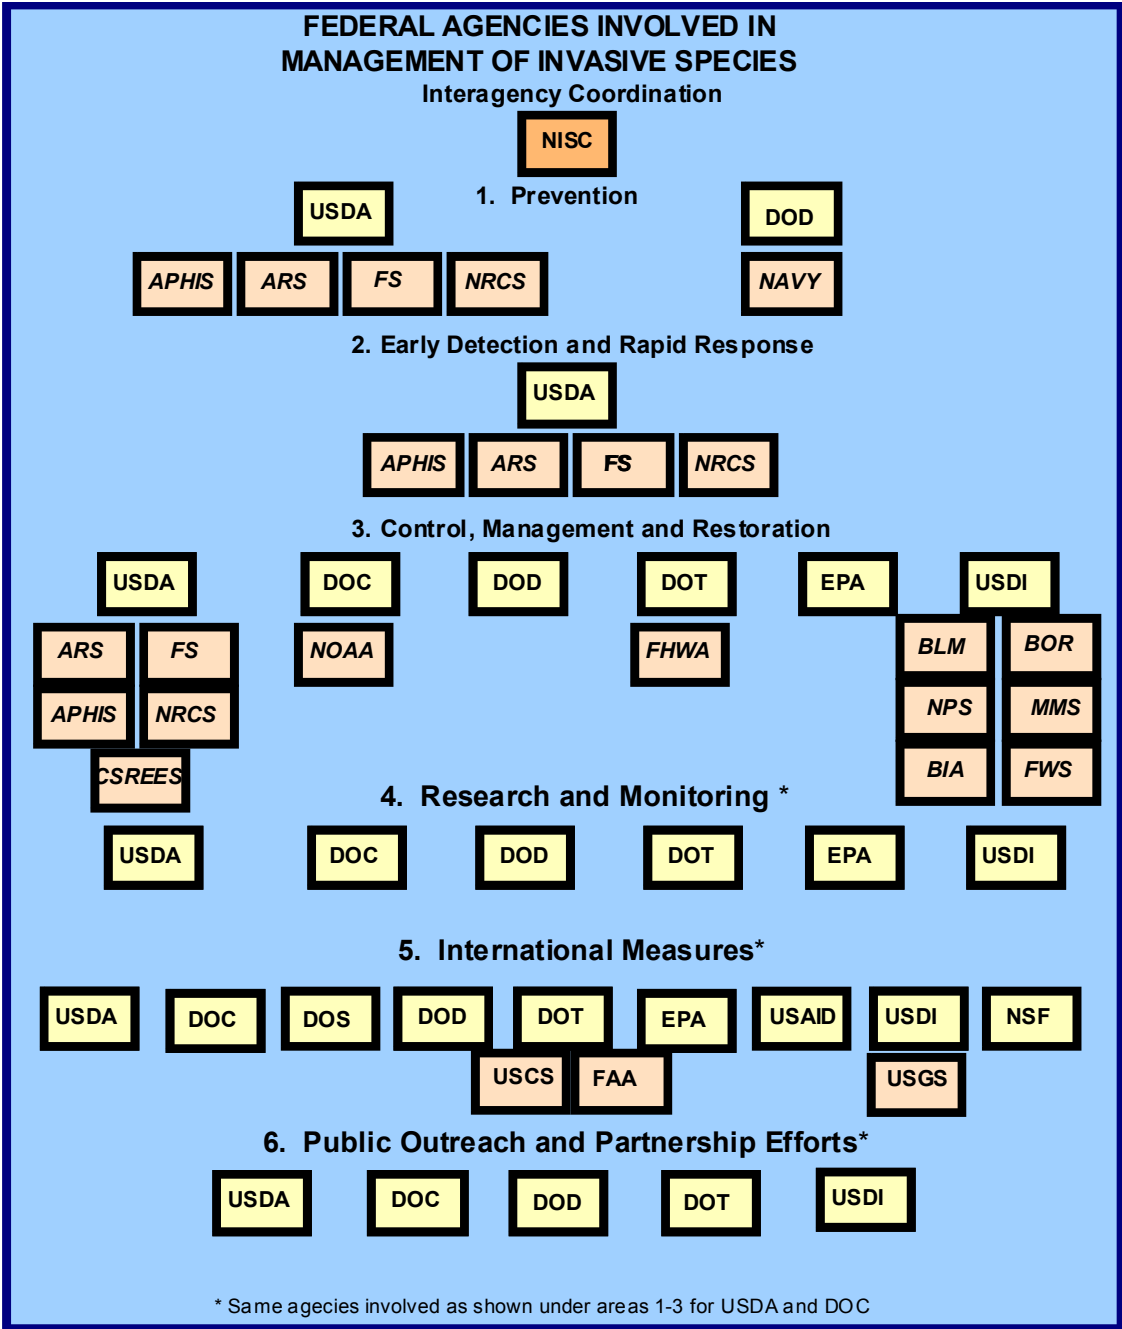 FEDERAL AGENCIES INVOLVED IN
MANAGEMENT OF INVASIVE SPECIES
Interagency Coordination
NISC
1. Prevention
USDA DOD
APHIS ARS FS NRCS NAVY
2. Early Detection and Rapid Response
USDA
APHIS ARS FS NRCS
3. Control, Management and Restoration
USDA DOC DOD DOT EPA USDI
ARS FS NOAA FHWA BLM BOR
APHIS NRCS NPS MMS
CSREES BIA FWS
4. Research and Monitoring *
USDA DOC DOD DOT EPA USDI
5. International Measures*
USDA DOC DOS DOD DOT EPA USAID USDI NSF
USCS FAA USGS
6. Public Outreach and Partnership Efforts*
USDA DOC DOD DOT USDI
* Same agecies involved as shown under areas 1-3 for USDA and DOC